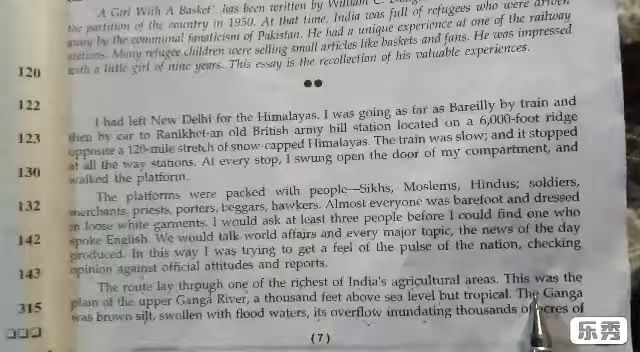 A Girl With A Basket' has been written by William
the partition of the country in 1950. At that time, India was full of refugees who were driven
away by the communal fanaticism of Pakistan. He had a unique experience at one of the railway
stations. Many refugee children were selling small articles like baskets and fans. He was impressed
with a little girl of nine years. This essay is the recollection of his valuable experiences.
120
122
I had left New Delhi for the Himalayas. I was going as far as Bareilly by train and
123
then by car to Ranikhet-an old British army hill station located on a 6,000-foot ridge
opposite a 120-mile stretch of snow-capped Himalayas. The train was slow; and it stopped
at all the way stations. At every stop, I swung open the door of my compartment, and
130
walked the platform.
The platforms were packed with people—Sikhs, Moslems, Hindus; soldiers,
132
merchants, priests, porters, beggars, hawkers. Almost everyone was barefoot and dressed
in loose white garments. I would ask at least three people before I could find one who
142
spoke English. We would talk world affairs and every major topic, the news of the day
produced. In this way I was trying to get a feel of the pulse of the nation, checking
143
opinion against official attitudes and reports.
The route lay through one of the richest of India's agricultural areas. This was the
315
plain of the upper Ganga River, a thousand feet above sea level but tropical. The Ganga
was brown silt, swollen with flood waters, its overflow inundating thousands of acres of
(7)
乐秀